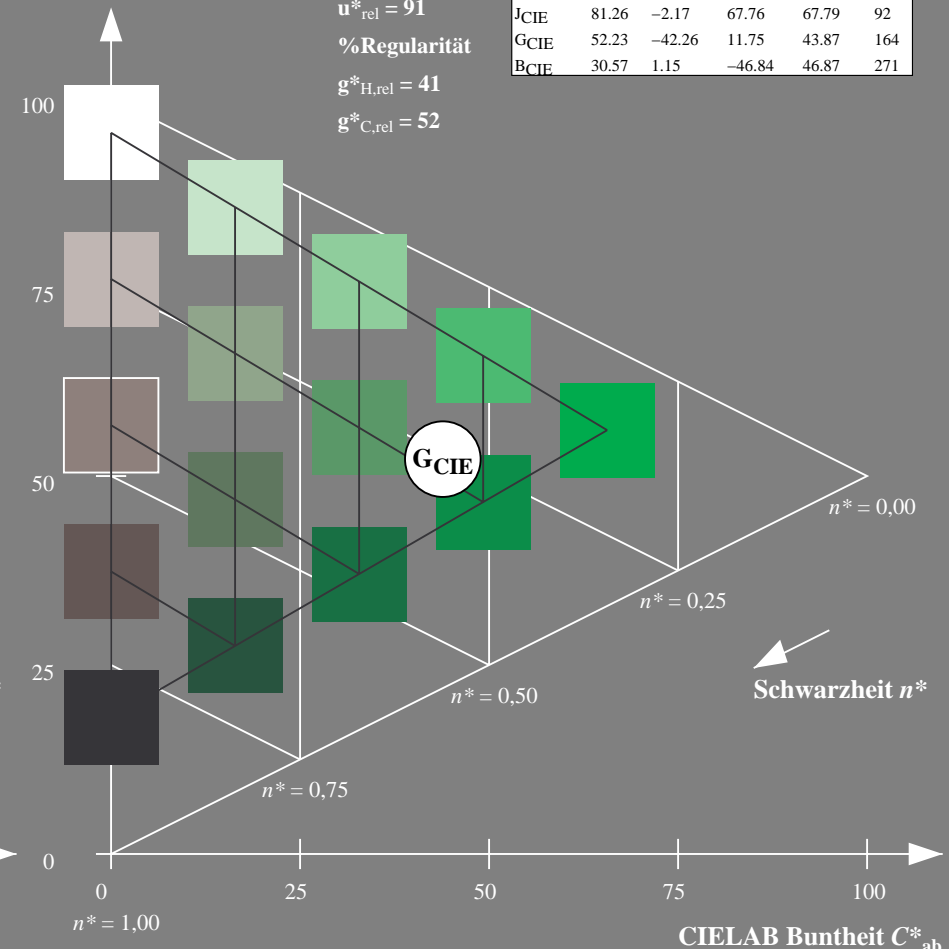 u*rel = 91
%Regularität
g*H,rel = 41
g*C,rel = 52
JCIE 81.26 −2.17 67.76 67.79 92
GCIE 52.23 −42.26 11.75 43.87 164
BCIE 30.57 1.15 −46.84 46.87 271
100
75
50
25
0
GCIE
n* = 0,00
n* = 0,25
n* = 0,50
n* = 0,75
Schwarzheit n*
0 25 50 75 100
n* = 1,00
CIELAB Buntheit C*ab